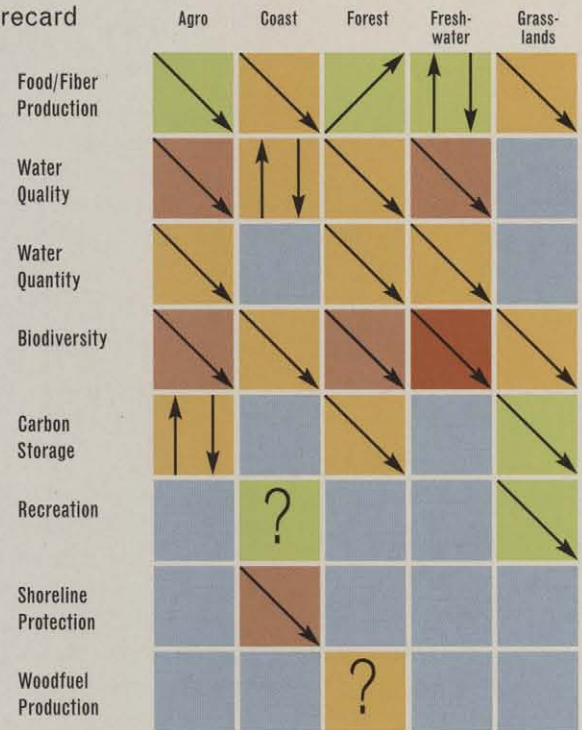 recard
Agro
Coast
Forest
Fresh-
water
Grass-
lands
Food/Fiber
Production
Water
Quality
Water
Quantity
Biodiversity
Carbon
Storage
Recreation
?
Shoreline
Protection
Woodfuel
Production
?